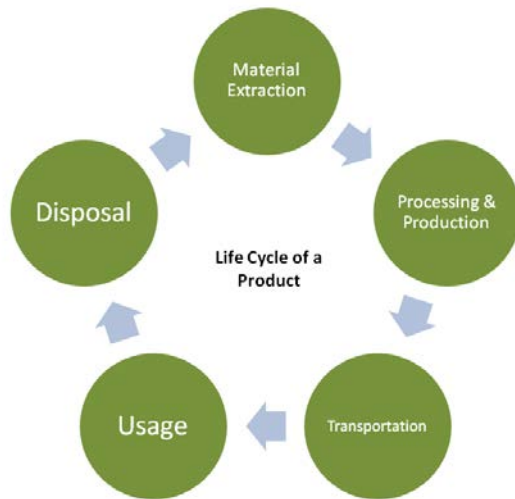 Material
Extraction
Processing &
Production
Transportation
Usage
Disposal
Life Cycle of a
Product